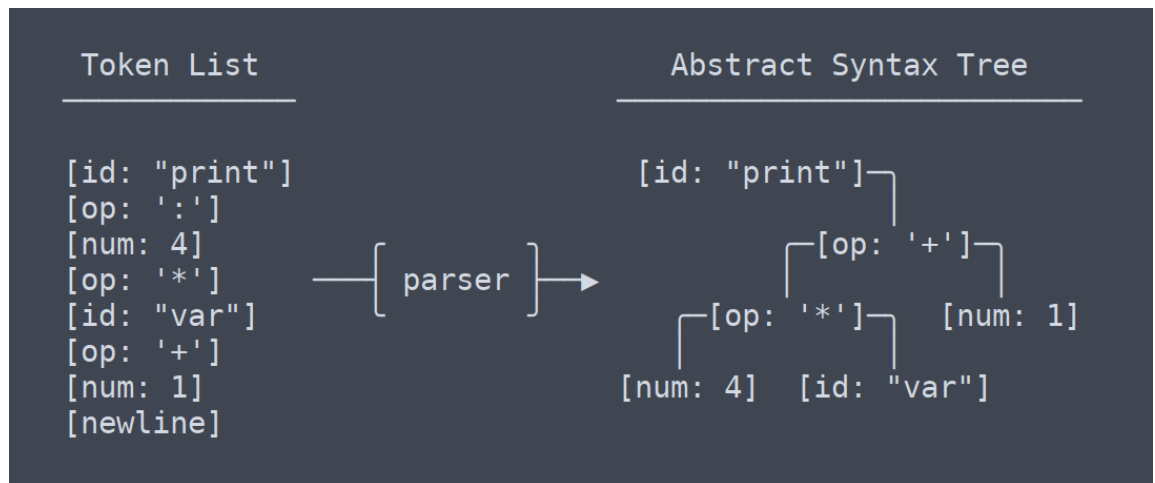 Token List
Abstract Syntax Tree
[id: "print"]
[op: ':']
[num: 4]
[op: '*']
[id: "var"]
[op: '+']
[num: 1]
[newline]
parser
[id: "print"]
[op: '+']
[op: '*'] [num: 1]
[num: 4] [id: "var"]